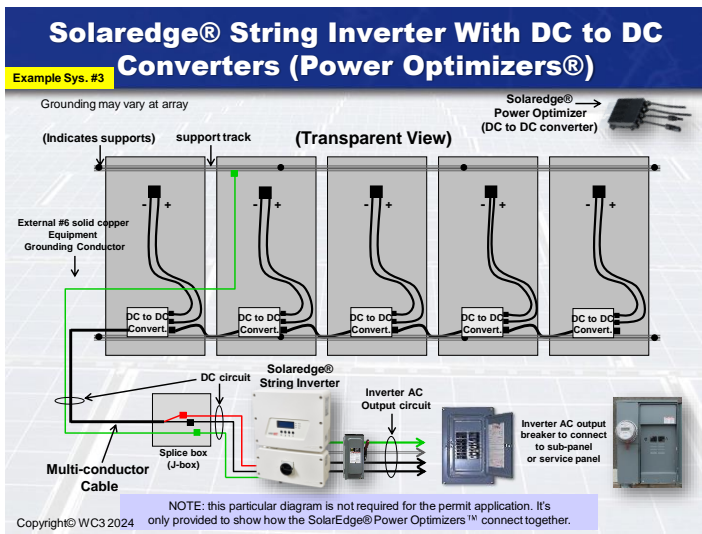 Solaredge® String Inverter With DC to DC
Converters (Power Optimizers®)
Example Sys. #3
Grounding may vary at array
Solaredge®
Power Optimizer
(DC to DC converter)
(Indicates supports)
support track
(Transparent View)
- +
- +
- +
- +
- +
External #6 solid copper
Equipment
Grounding Conductor
DC to DC
Convert.
DC to DC
Convert.
DC to DC
Convert.
DC to DC
Convert.
DC to DC
Convert.
DC circuit
Solaredge®
String Inverter
Inverter AC
Output circuit
Inverter AC output
breaker to connect
to sub-panel
or service panel
Splice box
(J-box)
Multi-conductor
Cable
NOTE: this particular diagram is not required for the permit application. It's
only provided to show how the SolarEdge® Power Optimizers™ connect together.
Copyright© WC3 2024